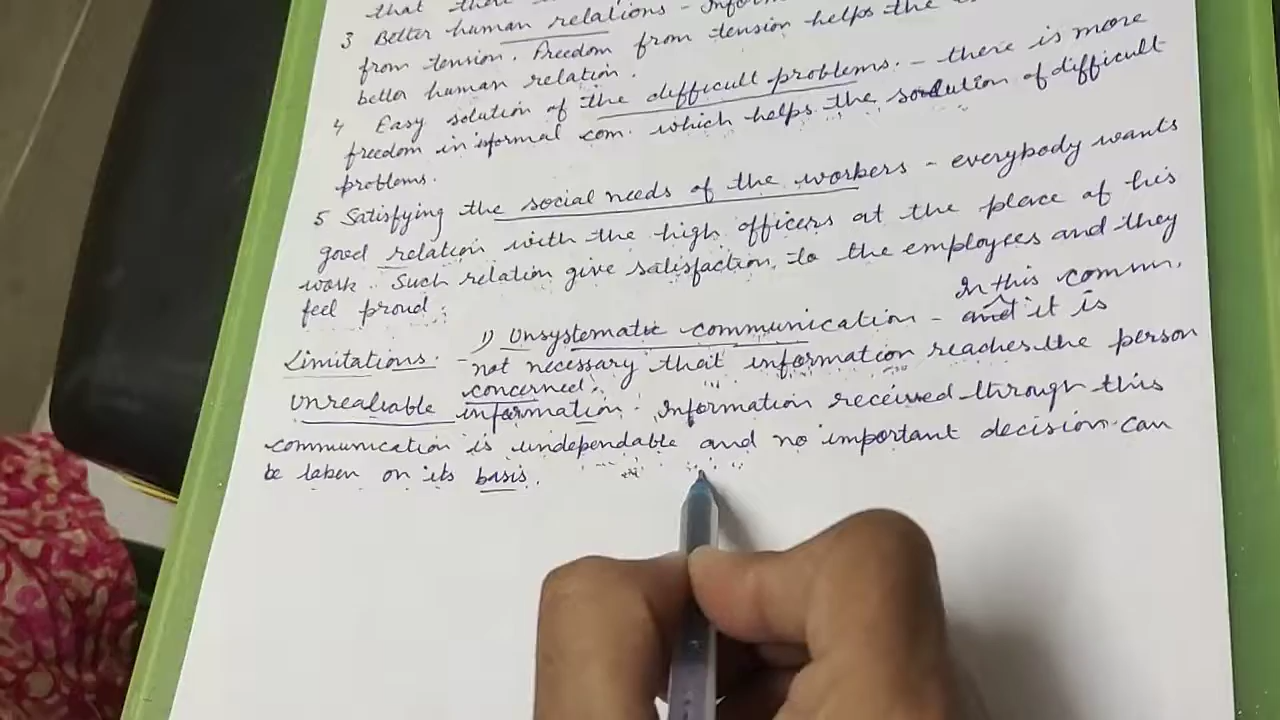 that there
3 Better human relations - Infor
from tension. Freedom from tension helps the
better human relation.
4 Easy solution of the difficult problems. - there is more
freedom in informal com. which helps the solution of difficult
problems.
5 Satisfying the social needs of the workers - everybody wants
good relation with the high officers at the place of his
work. Such relation give satisfaction to the employees and they
feel proud.
In this commn.
Limitations. - 1) Unsystematic communication - and it is
not necessary that information reaches the person
concerned.
Unrealiable information. Information received through this
communication is undependable and no important decision can
be taken on its basis.